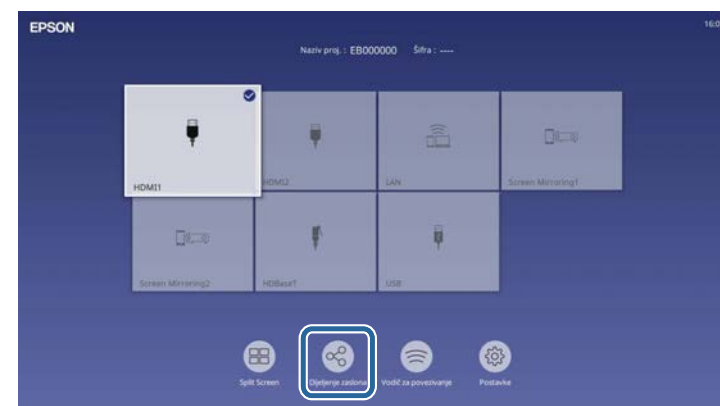 EPSON
16:0
Naziv proj. : EB000000 Šifra : ----
HDMI1
HDMI2
LAN
Screen Mirroring1
Screen Mirroring2
HDBaseT
USB
Split Screen
Dijeljenje zaslona
Vodič za povezivanje
Postavke